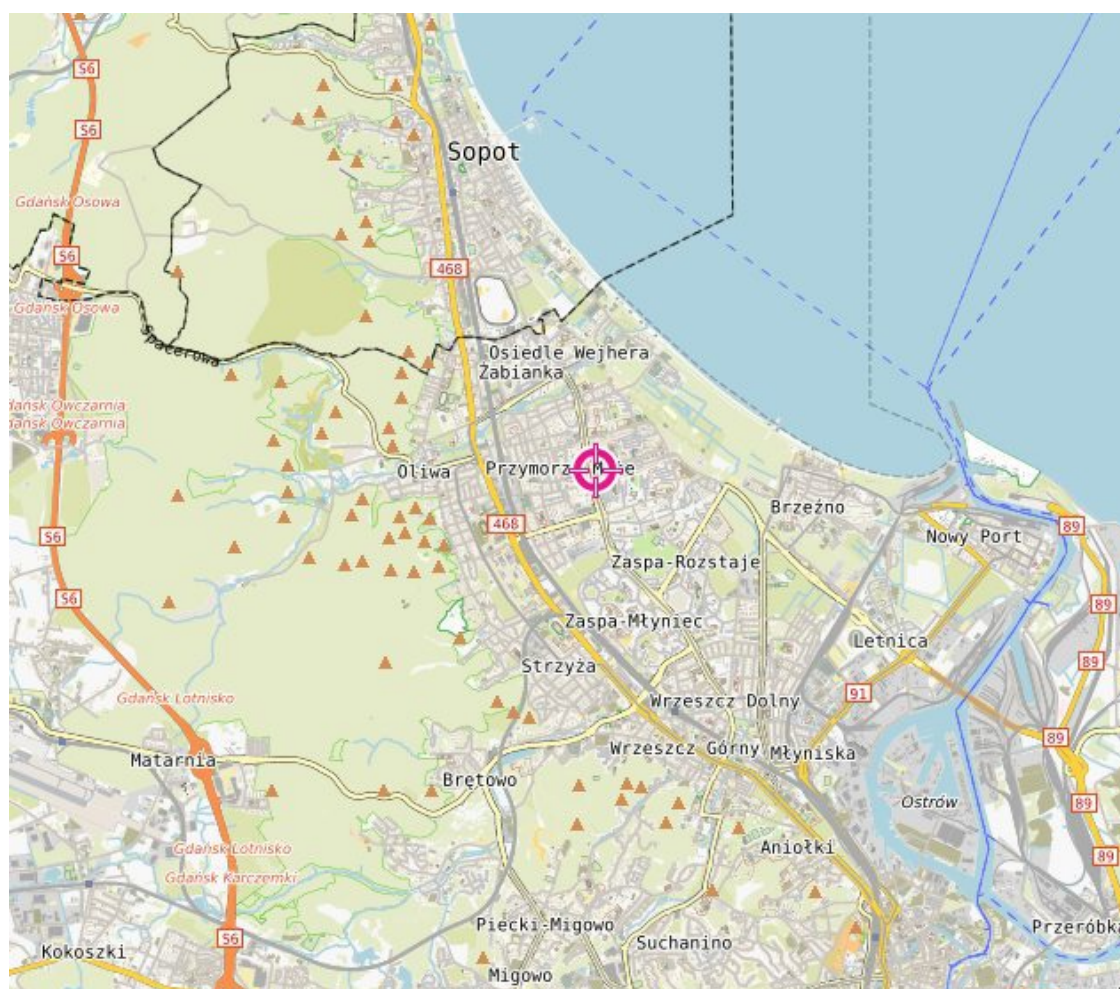 S6
S6
Sopot
Gdańsk Osowa
S6
468
Gdańsk Osowa
Spacerowa
Osiedle Wejhera
Żabianka
dańsk Owczarnia
dańsk Owczarnia
Oliwa
Brzeźno
468
89
Nowy Port
S6
Zaspa-Rozstaje
S6
89
Zaspa-Młyniec
Letnica
Strzyża
89
Gdańsk Lotnisko
91
Wrzeszcz Dolny
89
Wrzeszcz Górny
Młyniska
Matarnia
Brętowo
Ostrów
89
Gdańsk Lotnisko
Aniołki
89
Gdańsk Karczemki
Piecki-Migowo
Przeróbka
S6
Suchanino
Kokoszki
Migowo